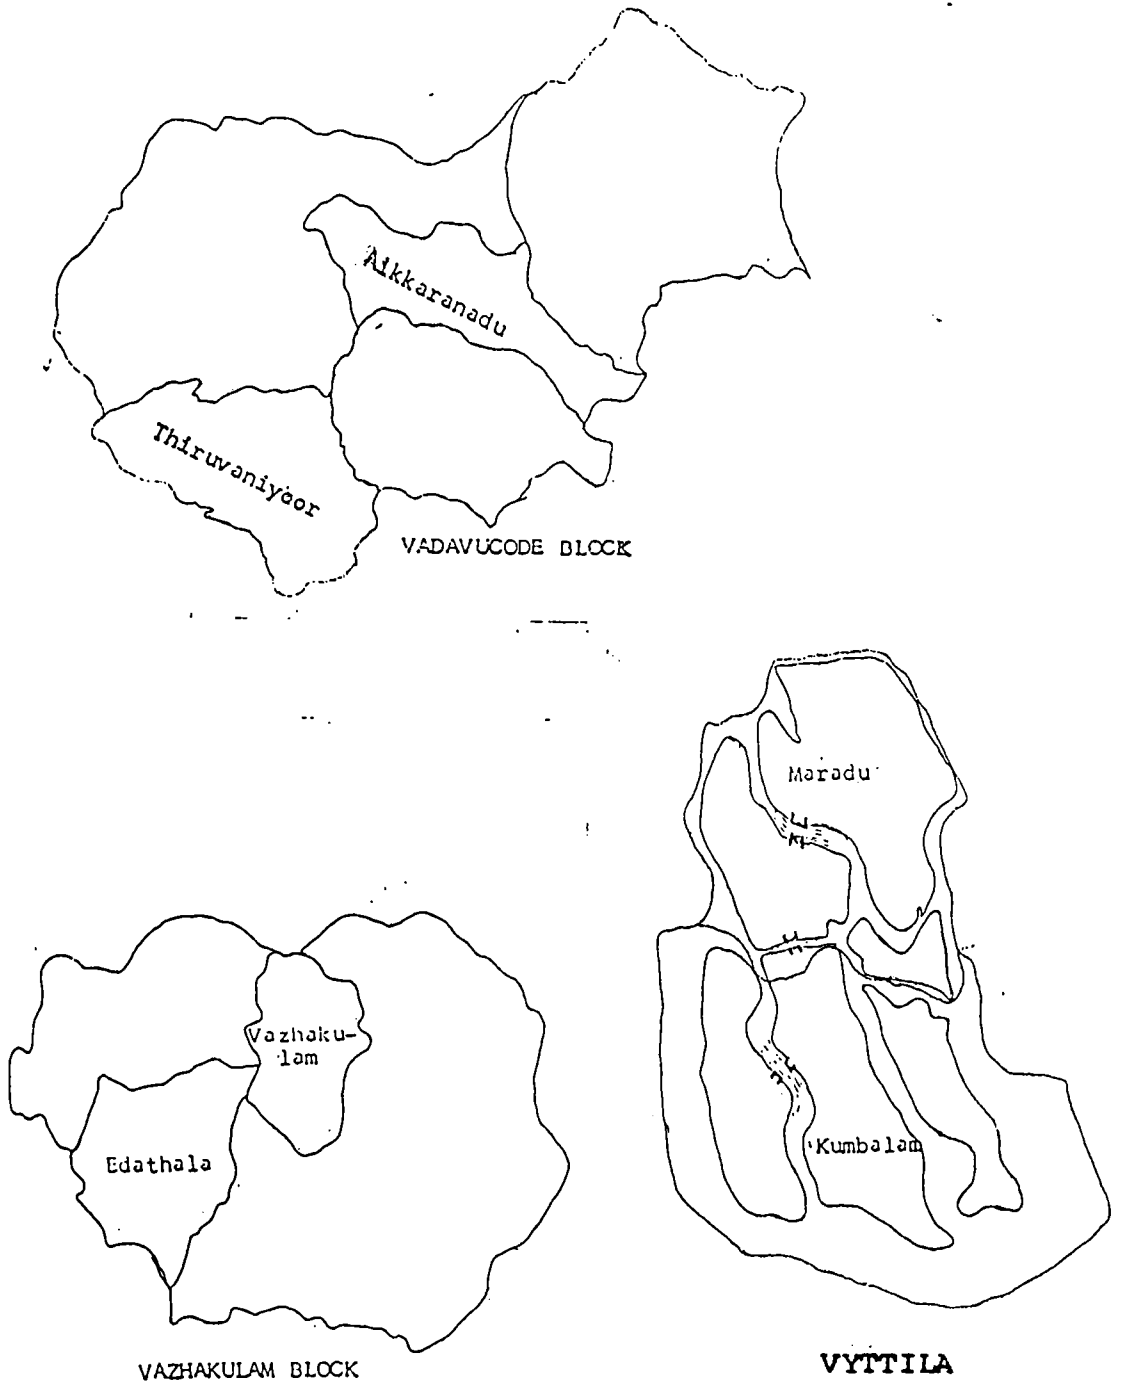 Aikkaranadu
Thiruvaniyoor
VADAVUCODE BLOCK
Maradu
Vazhaku-
lam
Edathala
Kumbalam
VAZHAKULAM BLOCK
VYTTILA